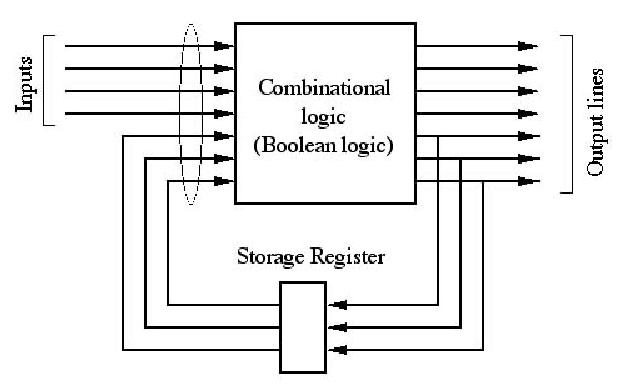 Inputs
Combinational
logic
(Boolean logic)
Output lines
Storage Register